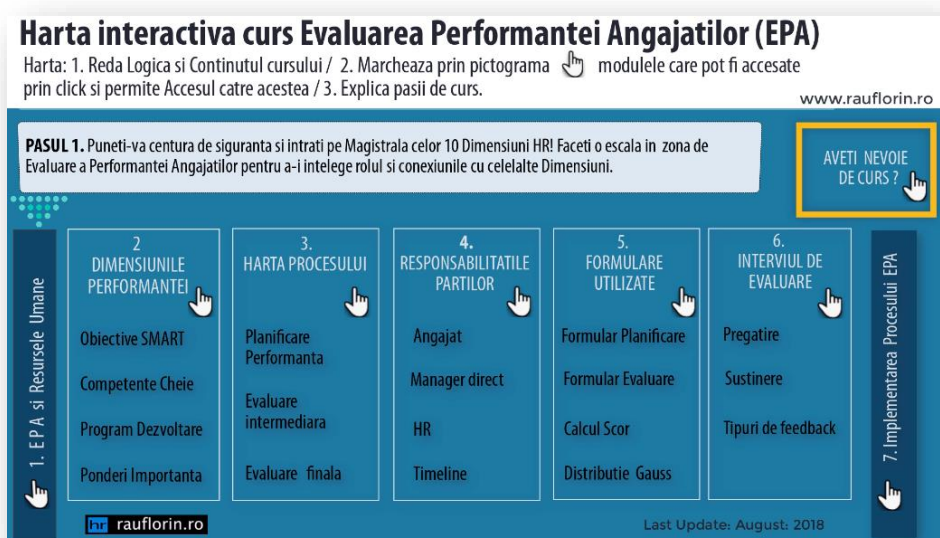 Harta interactiva curs Evaluarea Performantei Angajatilor (EPA)
Harta: 1. Reda Logica si Continutul cursului / 2. Marcheaza prin pictograma modulele care pot fi accesate
prin click si permite Accesul catre acestea / 3. Explica pasii de curs.
www.rauflorin.ro
PASUL 1. Puneti-va centura de siguranta si intrati pe Magistrala celor 10 Dimensiuni HR! Faceti o escala in zona de
Evaluare a Performantei Angajatilor pentru a-i intelege rolul si conexiunile cu celelalte Dimensiuni.
AVETI NEVOIE
DE CURS ?
1. E P A si Resursele Umane
2
DIMENSIUNILE
PERFORMANTEI
Obiective SMART
Competente Cheie
Program Dezvoltare
Ponderi Importanta
3.
HARTA PROCESULUI
Planificare
Performanta
Evaluare
intermediara
Evaluare finala
4.
RESPONSABILITATILE
PARTILOR
Angajat
Manager direct
HR
Timeline
5.
FORMULARE
UTILIZATE
Formular Planificare
Formular Evaluare
Calcul Scor
Distributie Gauss
6.
INTERVIUL DE
EVALUARE
Pregatire
Sustinere
Tipuri de feedback
7. Implementarea Procesului EPA
hr rauflorin.ro
Last Update: August: 2018